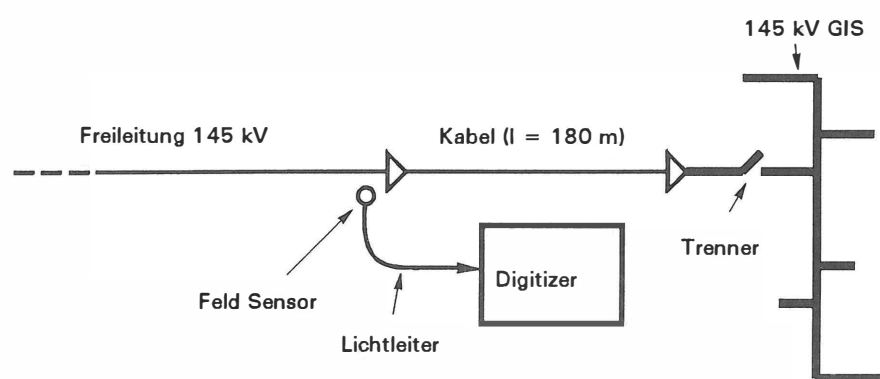 145 kV GIS
Freileitung 145 kV
Kabel (l = 180 m)
Trenner
Digitizer
Feld Sensor
Lichtleiter